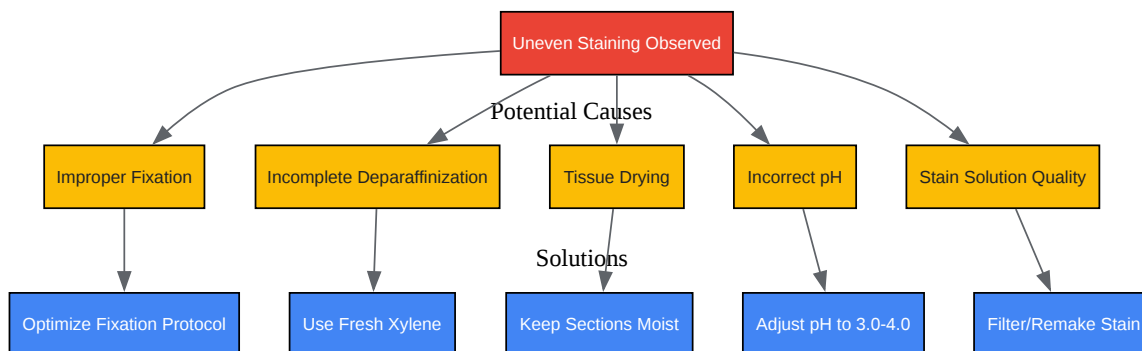 Uneven Staining Observed
Potential Causes
Improper Fixation
Incomplete Deparaffinization
Tissue Drying
Incorrect pH
Stain Solution Quality
Solutions
Optimize Fixation Protocol
Use Fresh Xylene
Keep Sections Moist
Adjust pH to 3.0-4.0
Filter/Remake Stain